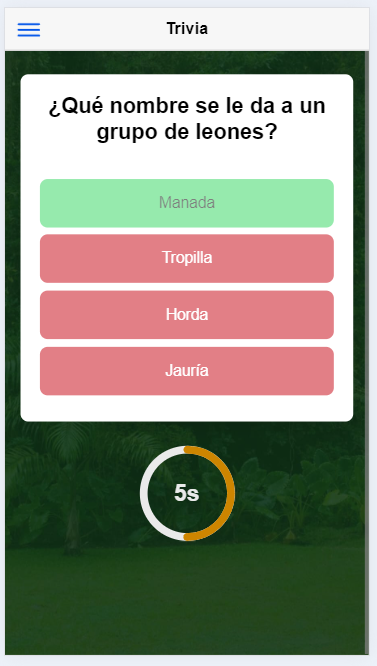 Trivia
¿Qué nombre se le da a un
grupo de leones?
Manada
Tropilla
Horda
Jauría
5s